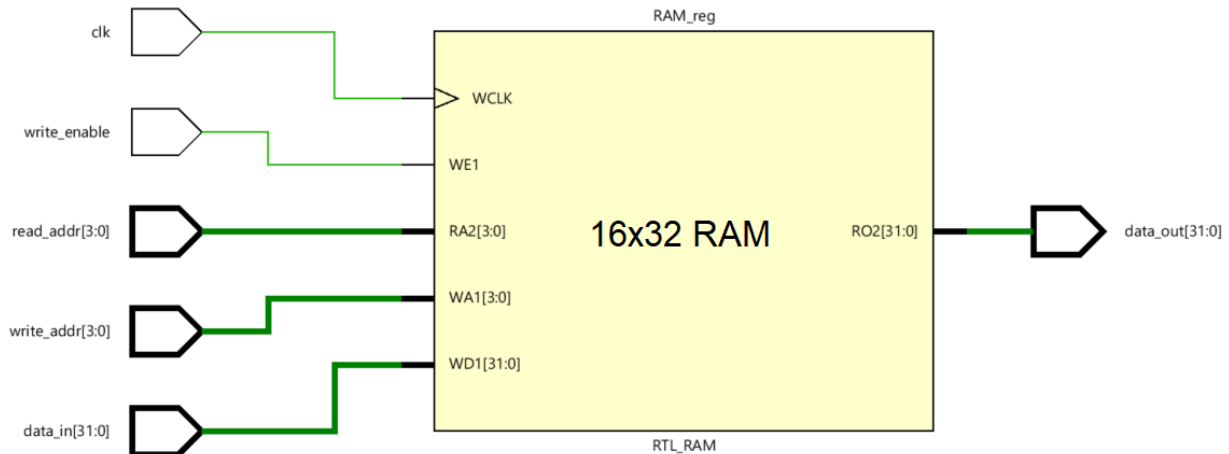 RAM_reg
clk
WCLK
write_enable
WE1
read_addr[3:0]
RA2[3:0]
16x32 RAM
RO2[31:0]
data_out[31:0]
WA1[3:0]
write_addr[3:0]
WD1[31:0]
data_in[31:0]
RTL_RAM